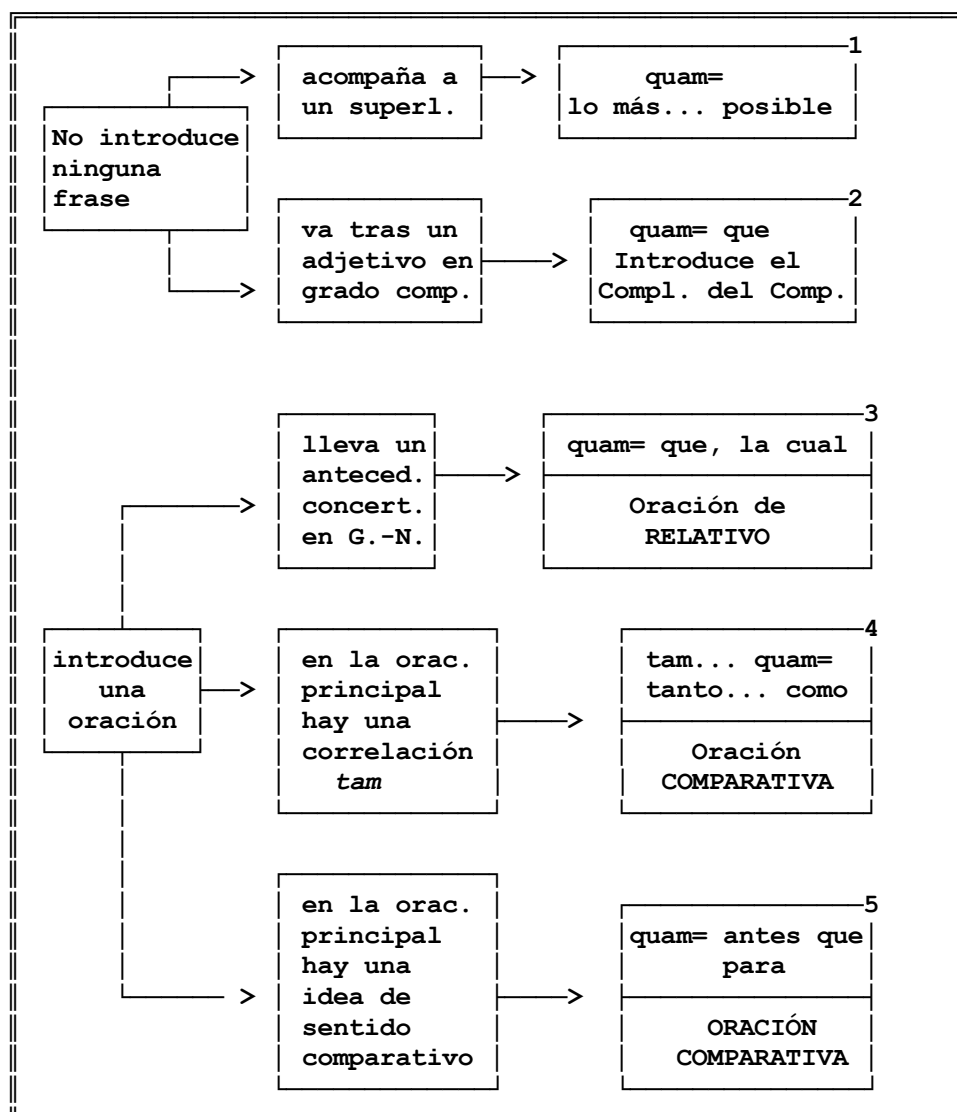 1
acompaña a
un superl.
quam=
lo más... posible
No introduce
ninguna
frase
2
va tras un
adjetivo en
grado comp.
quam= que
Introduce el
Compl. del Comp.
3
lleva un
anteced.
concert.
en G.-N.
quam= que, la cual
Oración de
RELATIVO
4
introduce
una
oración
en la orac.
principal
hay una
correlación
tam
tam... quam=
tanto... como
Oración
COMPARATIVA
5
en la orac.
principal
hay una
idea de
sentido
comparativo
quam= antes que
para
ORACIÓN
COMPARATIVA